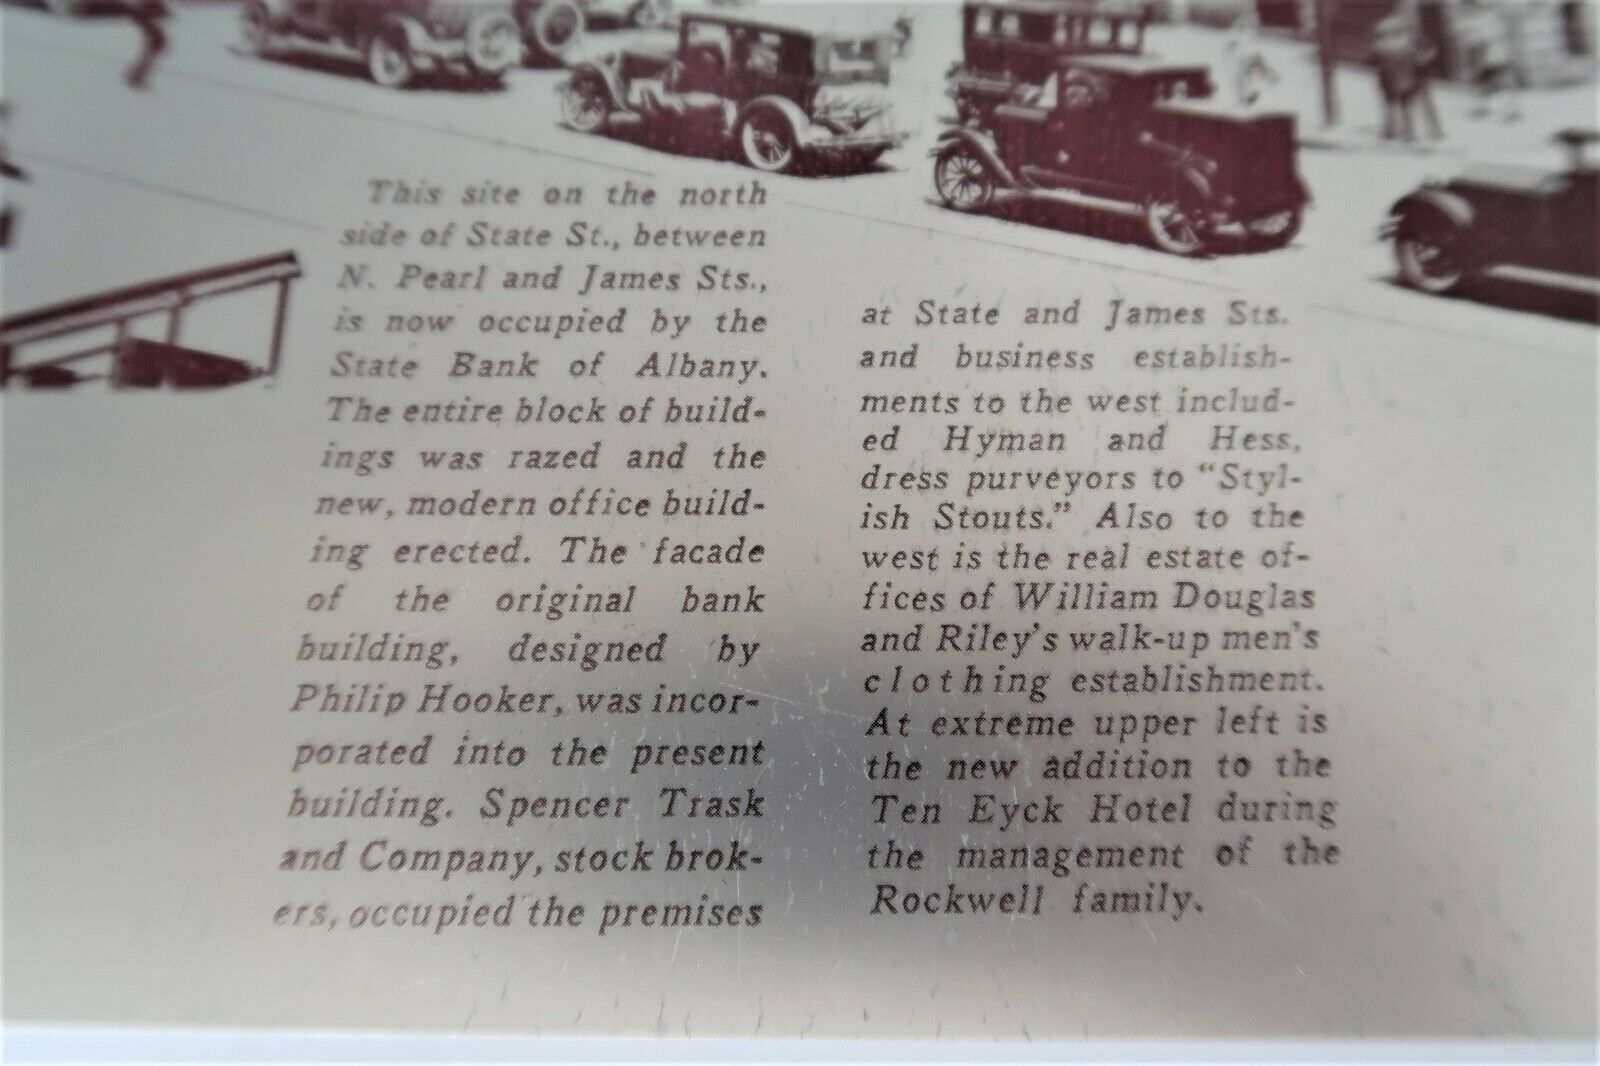 This site on the north
side of State St., between
N. Pearl and James Sts.,
is now occupied by the
State Bank of Albany.
The entire block of build-
ings was razed and the
new, modern office build-
ing erected. The facade
of the original bank
building, designed by
Philip Hooker, was incor-
porated into the present
building. Spencer Trask
and Company, stock brok-
ers, occupied the premises
at State and James Sts.
and business establish-
ments to the west includ-
ed Hyman and Hess,
dress purveyors to "Styl-
ish Stouts." Also to the
west is the real estate of-
fices of William Douglas
and Riley's walk-up men's
clothing establishment.
At extreme upper left is
the new addition to the
Ten Eyck Hotel during
the management of the
Rockwell family.